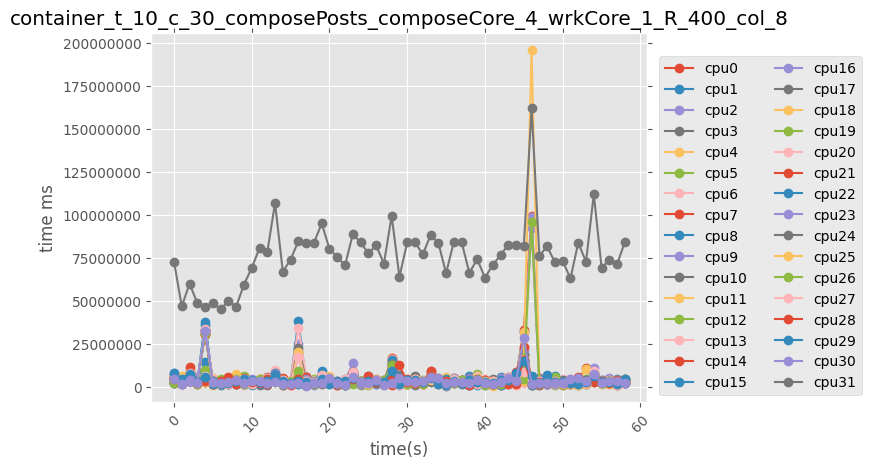 container_t_10_c_30_composePosts_composeCore_4_wrkCore_1_R_400_col_8
200000000
175000000
150000000
125000000
100000000
75000000
50000000
25000000
0
time ms
0
10
20
30
40
50
60
time(s)
cpu0
cpu1
cpu2
cpu3
cpu4
cpu5
cpu6
cpu7
cpu8
cpu9
cpu10
cpu11
cpu12
cpu13
cpu14
cpu15
cpu16
cpu17
cpu18
cpu19
cpu20
cpu21
cpu22
cpu23
cpu24
cpu25
cpu26
cpu27
cpu28
cpu29
cpu30
cpu31